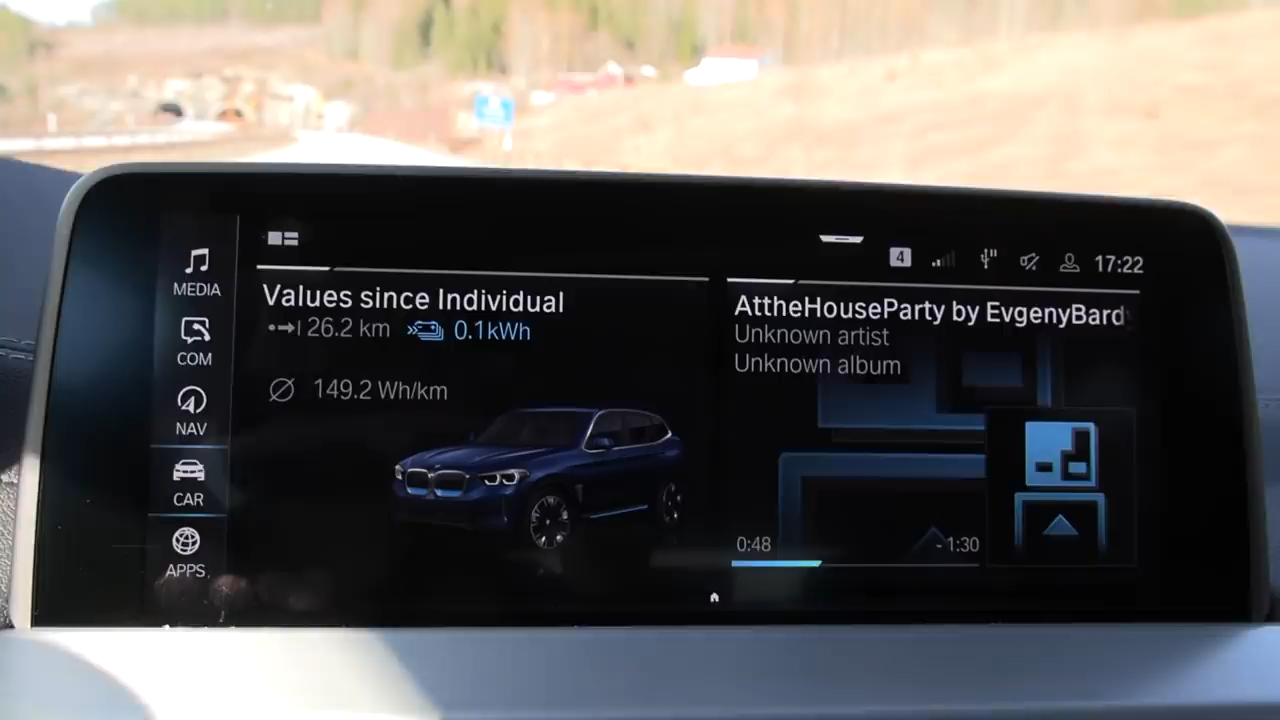 MEDIA
COM
NAV
CAR
APPS
4
17:22
Values since Individual
26.2 km 0.1kWh
149.2 Wh/km
AttheHouseParty by EvgenyBard
Unknown artist
Unknown album
0:48 -1:30